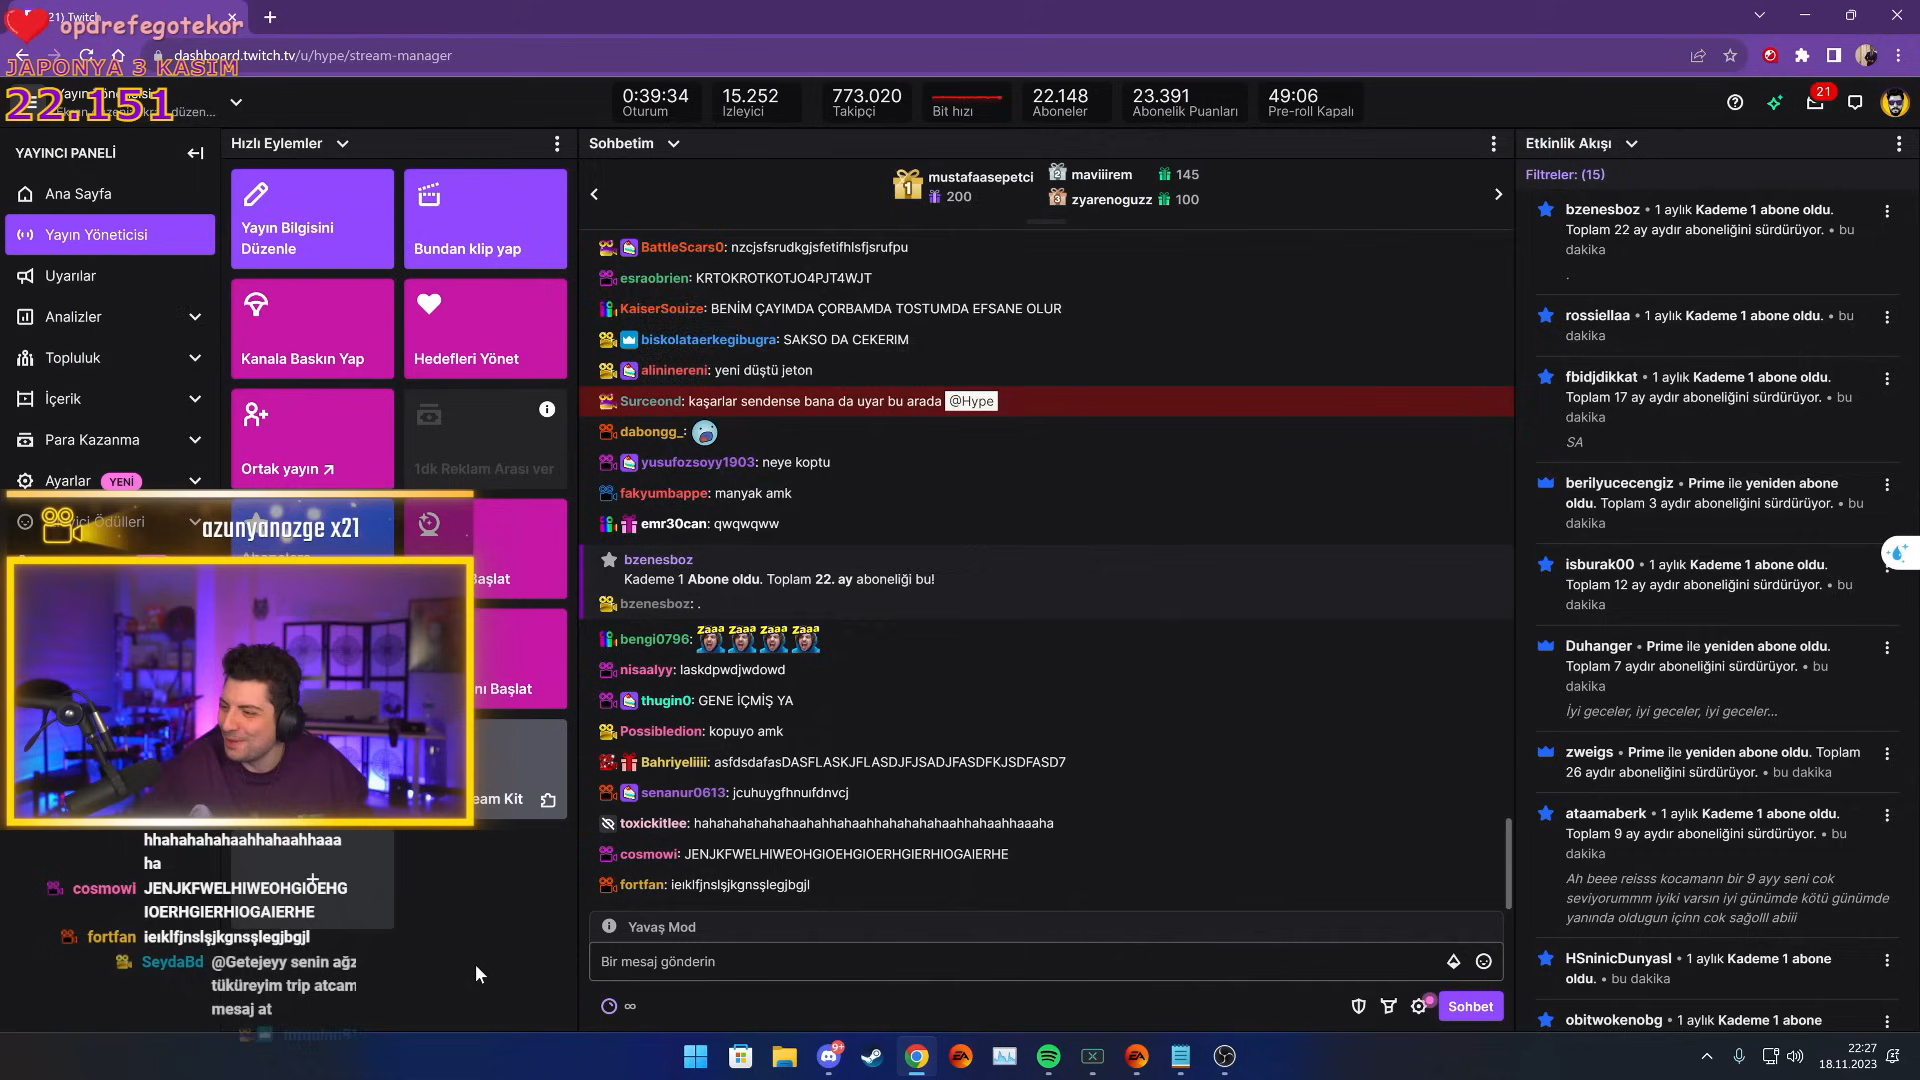 21) Twitch
oparefegotekor
dashboard.twitch.tv/u/hype/stream-manager
JAPONYA 3 KASIM
22.151
0:39:34
Oturum
15.252
İzleyici
773.020
Takipçi
Bit hızı
22.148
Aboneler
23.391
Abonelik Puanları
49:06
Pre-roll Kapalı
21
YAYINCI PANELİ
Ana Sayfa
Yayın Yöneticisi
Uyarılar
Analizler
Topluluk
İçerik
Para Kazanma
Ayarlar YENİ
Hızlı Eylemler
Yayın Bilgisini
Düzenle
Bundan klip yap
Kanala Baskın Yap
Hedefleri Yönet
Ortak yayın
1dk Reklam Arası ver
azunyanozge x21
hhahahahahaahhahaahhaaa
ha
cosmowi JENJKFWELHIWEOHGIOEHG
IOERHGIERHIOGAIERHE
fortfan ieıklfjnslşjkgnsşlegjbgjl
SeydaBd @Getejeyy senin ağz
tüküreyim trip atcam
mesaj at
Sohbetim
1 mustafaasepetci
200
2 maviiirem 145
3 zyarenoguzz 100
BattleScars0: nzcjsfsrudkgjsfetifhlsfjsrufpu
esraobrien: KRTOKROTKOTJO4PJT4WJT
KaiserSouize: BENİM ÇAYIMDA ÇORBAMDA TOSTUMDA EFSANE OLUR
biskolataerkegibugra: SAKSO DA CEKERIM
alininereni: yeni düştü jeton
Surceond: kaşarlar sendense bana da uyar bu arada @Hype
dabongg_:
yusufozsoyy1903: neye koptu
fakyumbappe: manyak amk
emr30can: qwqwqww
bzenesboz
Kademe 1 Abone oldu. Toplam 22. ay aboneliği bu!
bzenesboz: .
bengi0796: Zaaa Zaaa Zaaa Zaaa
nisaalyy: laskdpwdjwdowd
thugin0: GENE İÇMİŞ YA
Possibledion: kopuyo amk
Bahriyeliiii: asfdsdafasDASFLASKJFLASDJFJSADJFASDFKJSDFASD7
senanur0613: jcuhuygfhnuıfdnvcj
toxickitlee: hahahahahahahaahahhahaahhahahahahaahhahaahhaaaha
cosmowi: JENJKFWELHIWEOHGIOEHGIOERHGIERHIOGAIERHE
fortfan: ieıklfjnslşjkgnsşlegjbgjl
Yavaş Mod
Bir mesaj gönderin
Sohbet
Etkinlik Akışı
Filtreler: (15)
bzenesboz • 1 aylık Kademe 1 abone oldu.
Toplam 22 ay aydır aboneliğini sürdürüyor. • bu
dakika
.
rossiellaa • 1 aylık Kademe 1 abone oldu. • bu
dakika
fbidjdikkat • 1 aylık Kademe 1 abone oldu.
Toplam 17 ay aydır aboneliğini sürdürüyor. • bu
dakika
SA
berilyucecengiz • Prime ile yeniden abone
oldu. Toplam 3 aydır aboneliğini sürdürüyor. • bu
dakika
isburak00 • 1 aylık Kademe 1 abone oldu.
Toplam 12 ay aydır aboneliğini sürdürüyor. • bu
dakika
Duhanger • Prime ile yeniden abone oldu.
Toplam 7 aydır aboneliğini sürdürüyor. • bu
dakika
İyi geceler, iyi geceler, iyi geceler...
zweigs • Prime ile yeniden abone oldu. Toplam
26 aydır aboneliğini sürdürüyor. • bu dakika
ataamaberk • 1 aylık Kademe 1 abone oldu.
Toplam 9 ay aydır aboneliğini sürdürüyor. • bu
dakika
Ah beee reisss kocamann bir 9 ayy seni cok
seviyorummm iyiki varsın iyi günümde kötü günümde
yanında oldugun içinn cok sağolll abiii
HSninicDunyasI • 1 aylık Kademe 1 abone
oldu. • bu dakika
obitwokenobg • 1 aylık Kademe 1 abone
9+
22:27
18.11.2023